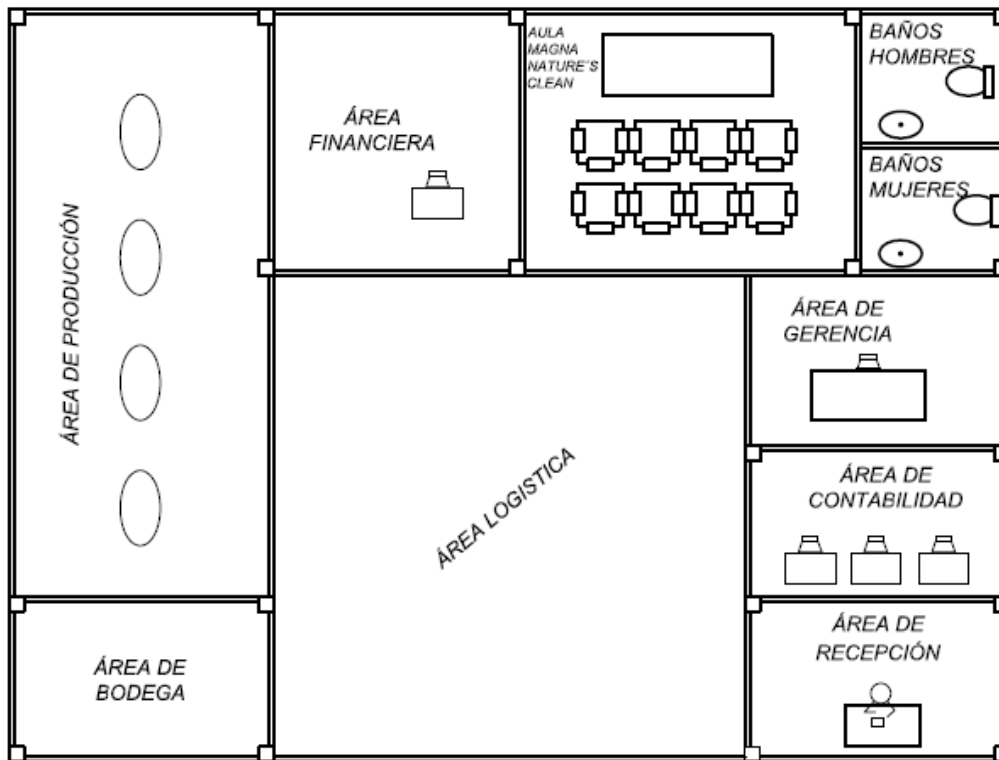 AULA
MAGNA
NATURE'S
CLEAN
BAÑOS
HOMBRES
ÁREA
FINANCIERA
BAÑOS
MUJERES
ÁREA DE PRODUCCIÓN
ÁREA DE
GERENCIA
ÁREA LOGISTICA
ÁREA DE
CONTABILIDAD
ÁREA DE
BODEGA
ÁREA DE
RECEPCIÓN